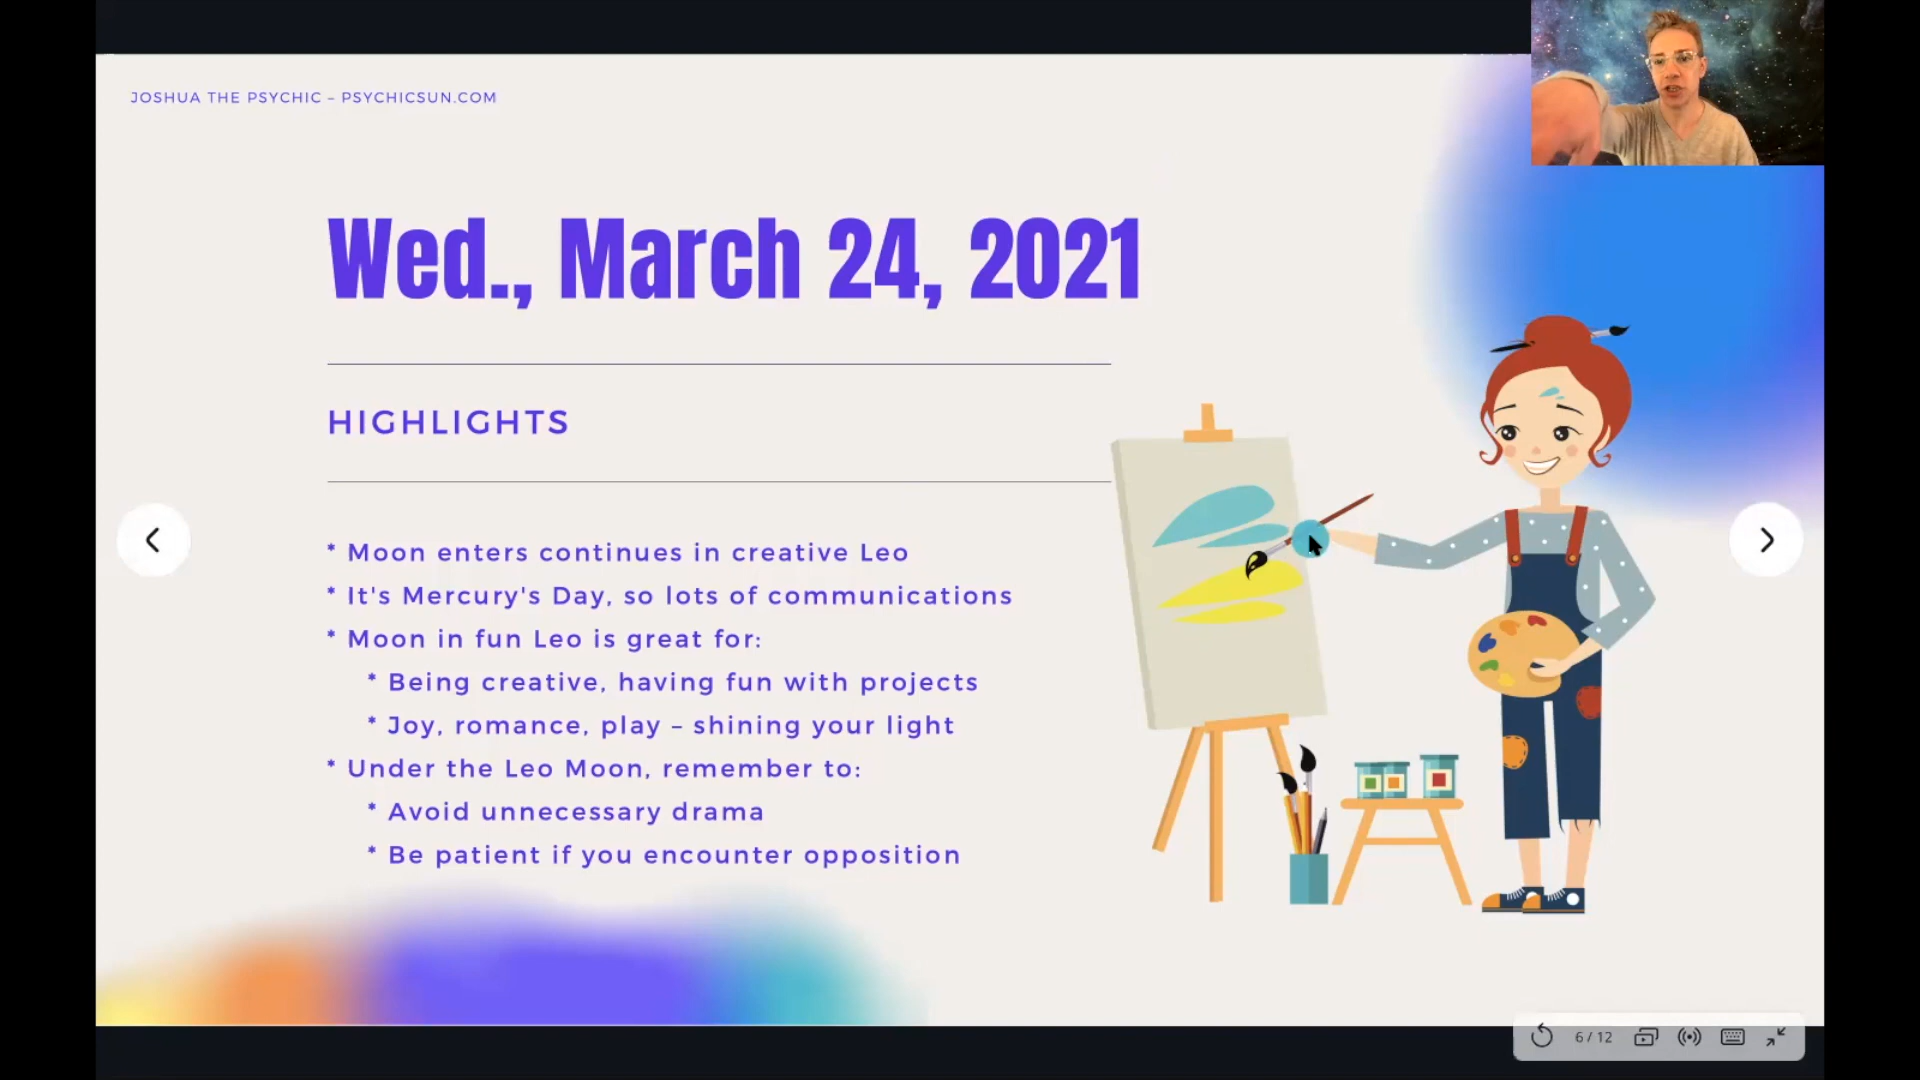 JOSHUA THE PSYCHIC – PSYCHICSUN.COM
Wed., March 24, 2021
HIGHLIGHTS
* Moon enters continues in creative Leo
* It's Mercury's Day, so lots of communications
* Moon in fun Leo is great for:
* Being creative, having fun with projects
* Joy, romance, play – shining your light
* Under the Leo Moon, remember to:
* Avoid unnecessary drama
* Be patient if you encounter opposition
6 / 12